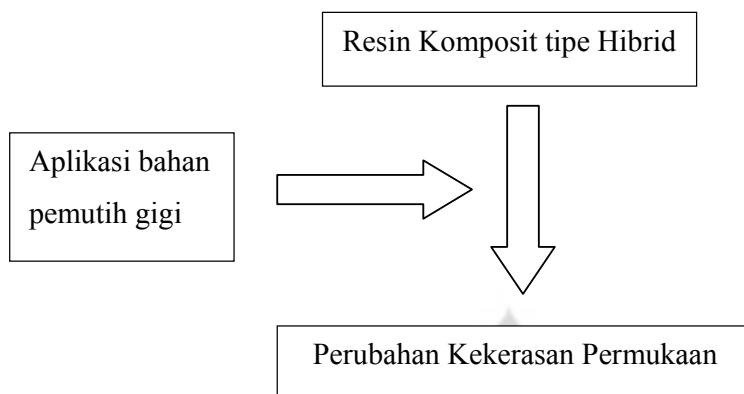 Resin Komposit tipe Hibrid
Aplikasi bahan
pemutih gigi
Perubahan Kekerasan Permukaan